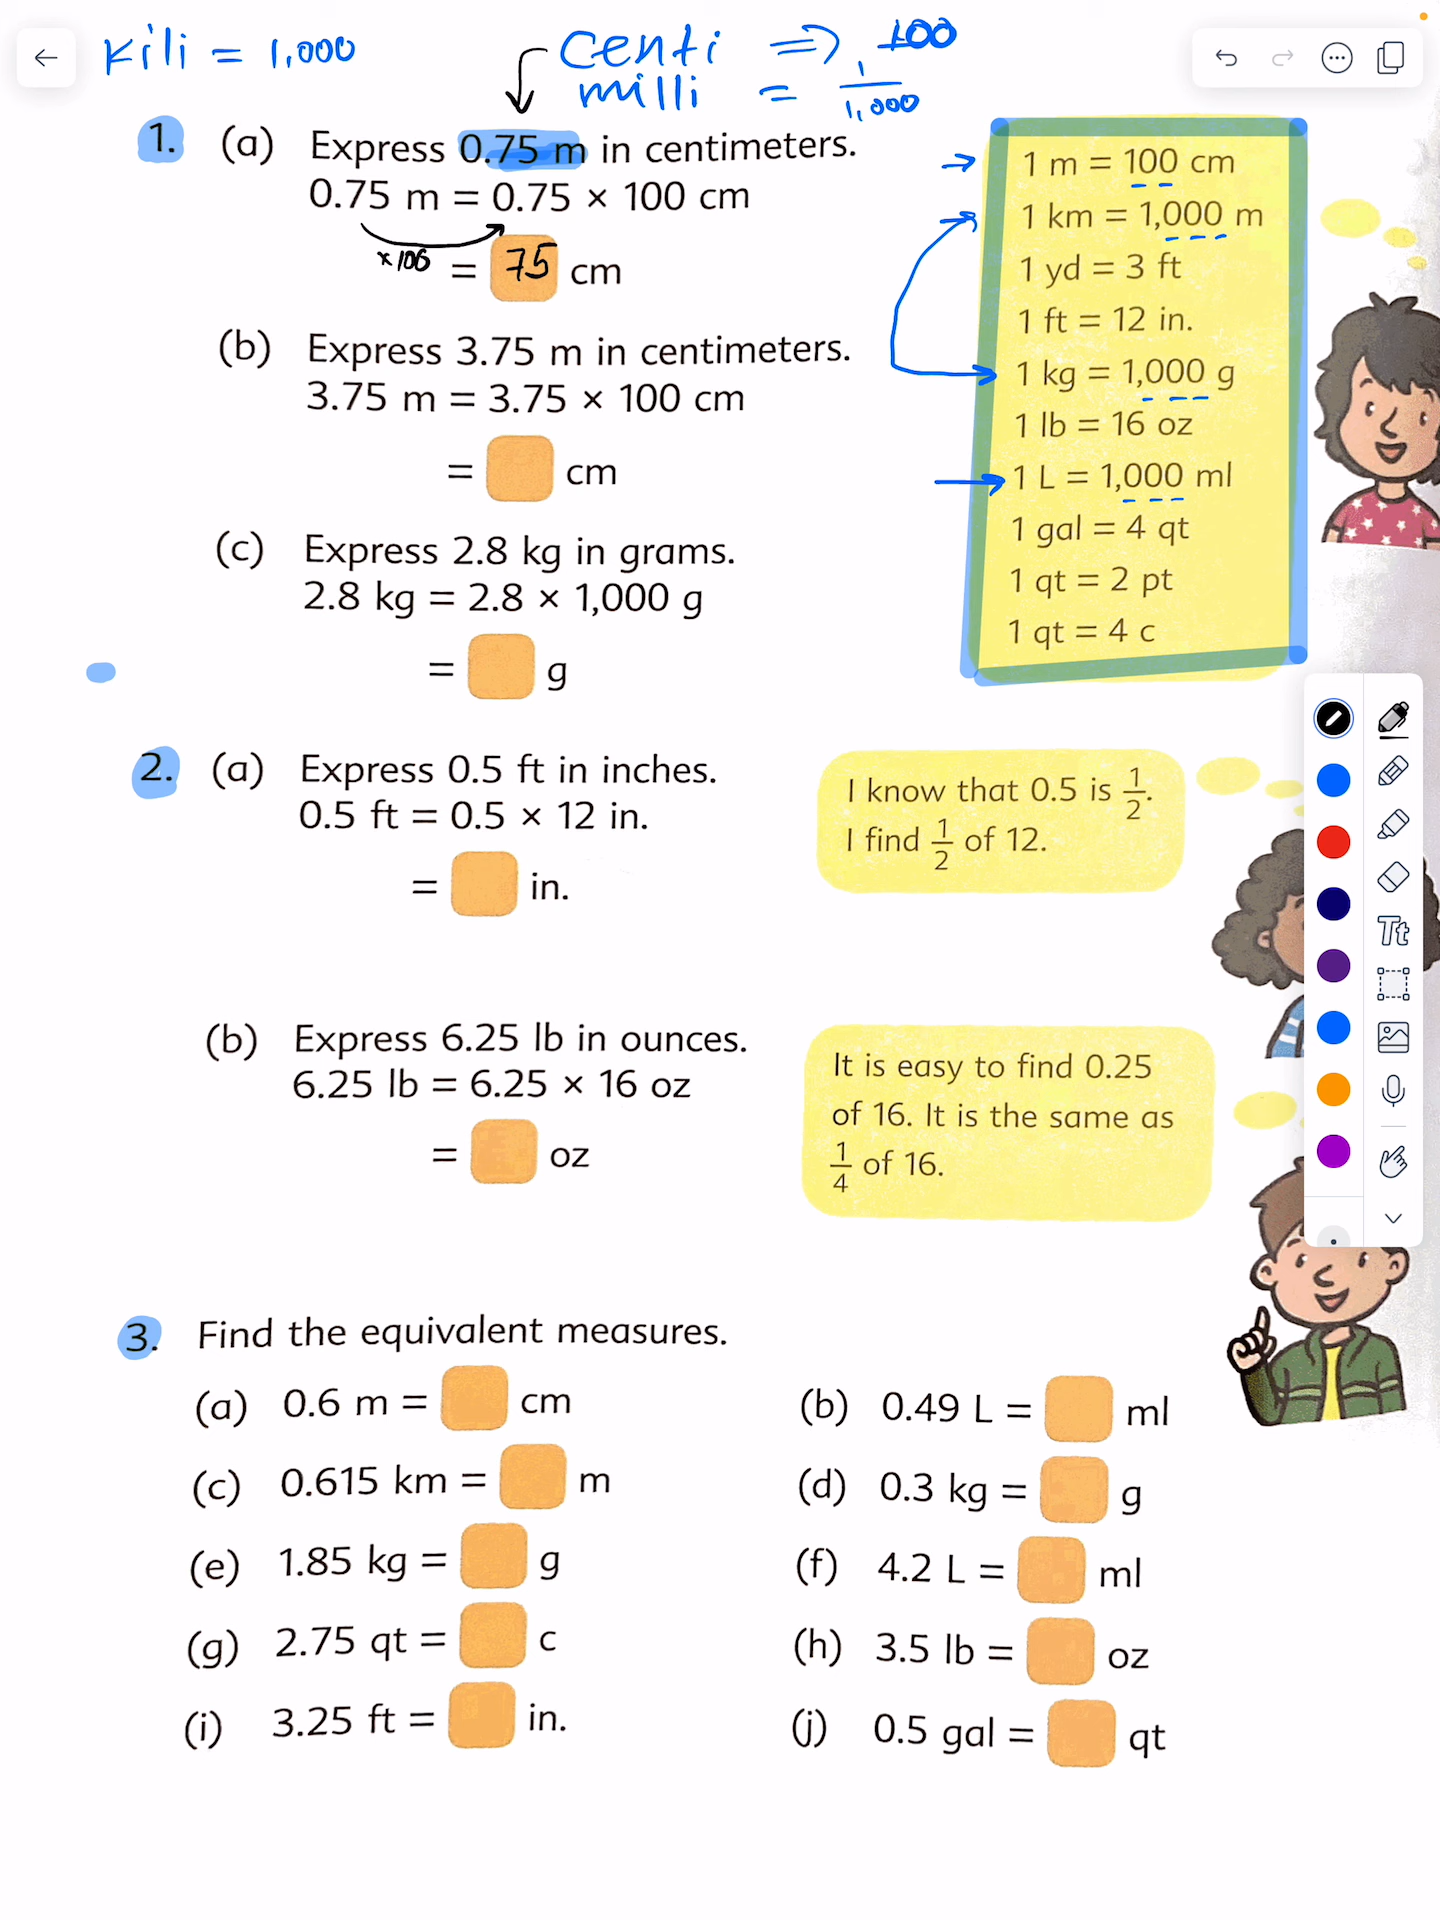 kili = 1,000
centi => 100
milli = 1/1,000
1. (a) Express 0.75 m in centimeters.
0.75 m = 0.75 × 100 cm
×100
= 75 cm
(b) Express 3.75 m in centimeters.
3.75 m = 3.75 × 100 cm
= cm
(c) Express 2.8 kg in grams.
2.8 kg = 2.8 × 1,000 g
= g
1 m = 100 cm
1 km = 1,000 m
1 yd = 3 ft
1 ft = 12 in.
1 kg = 1,000 g
1 lb = 16 oz
1 L = 1,000 ml
1 gal = 4 qt
1 qt = 2 pt
1 qt = 4 c
2. (a) Express 0.5 ft in inches.
0.5 ft = 0.5 × 12 in.
= in.
I know that 0.5 is 1/2.
I find 1/2 of 12.
(b) Express 6.25 lb in ounces.
6.25 lb = 6.25 × 16 oz
= oz
It is easy to find 0.25
of 16. It is the same as
1/4 of 16.
3. Find the equivalent measures.
(a) 0.6 m = cm
(b) 0.49 L = ml
(c) 0.615 km = m
(d) 0.3 kg = g
(e) 1.85 kg = g
(f) 4.2 L = ml
(g) 2.75 qt = c
(h) 3.5 lb = oz
(i) 3.25 ft = in.
(j) 0.5 gal = qt
Tt